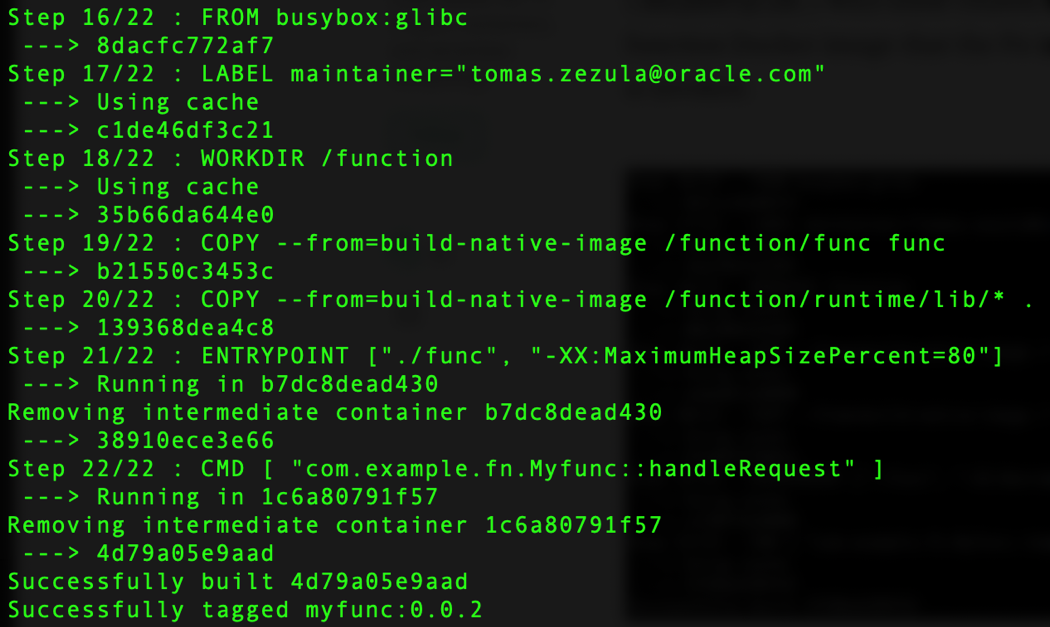 Step 16/22 : FROM busybox:glibc
 ---> 8dacfc772af7
Step 17/22 : LABEL maintainer="tomas.zezula@oracle.com"
 ---> Using cache
 ---> c1de46df3c21
Step 18/22 : WORKDIR /function
 ---> Using cache
 ---> 35b66da644e0
Step 19/22 : COPY --from=build-native-image /function/func func
 ---> b21550c3453c
Step 20/22 : COPY --from=build-native-image /function/runtime/lib/* .
 ---> 139368dea4c8
Step 21/22 : ENTRYPOINT ["./func", "-XX:MaximumHeapSizePercent=80"]
 ---> Running in b7dc8dead430
Removing intermediate container b7dc8dead430
 ---> 38910ece3e66
Step 22/22 : CMD [ "com.example.fn.Myfunc::handleRequest" ]
 ---> Running in 1c6a80791f57
Removing intermediate container 1c6a80791f57
 ---> 4d79a05e9aad
Successfully built 4d79a05e9aad
Successfully tagged myfunc:0.0.2